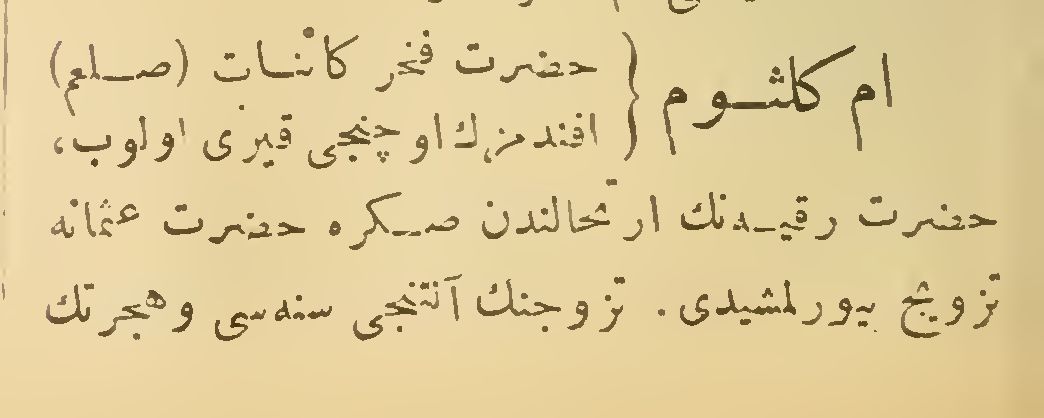 ام كلثوم } حضرت فخر كائنات (صلعم)
افندمزك اوچنجی قیزی اولوب،
حضرت رقیه‌نك ارتحالندن صكره حضرت عثمانه
تزویج بیورلمشیدی. تزوجنك آلتنجی سنه‌سی وهجرتك